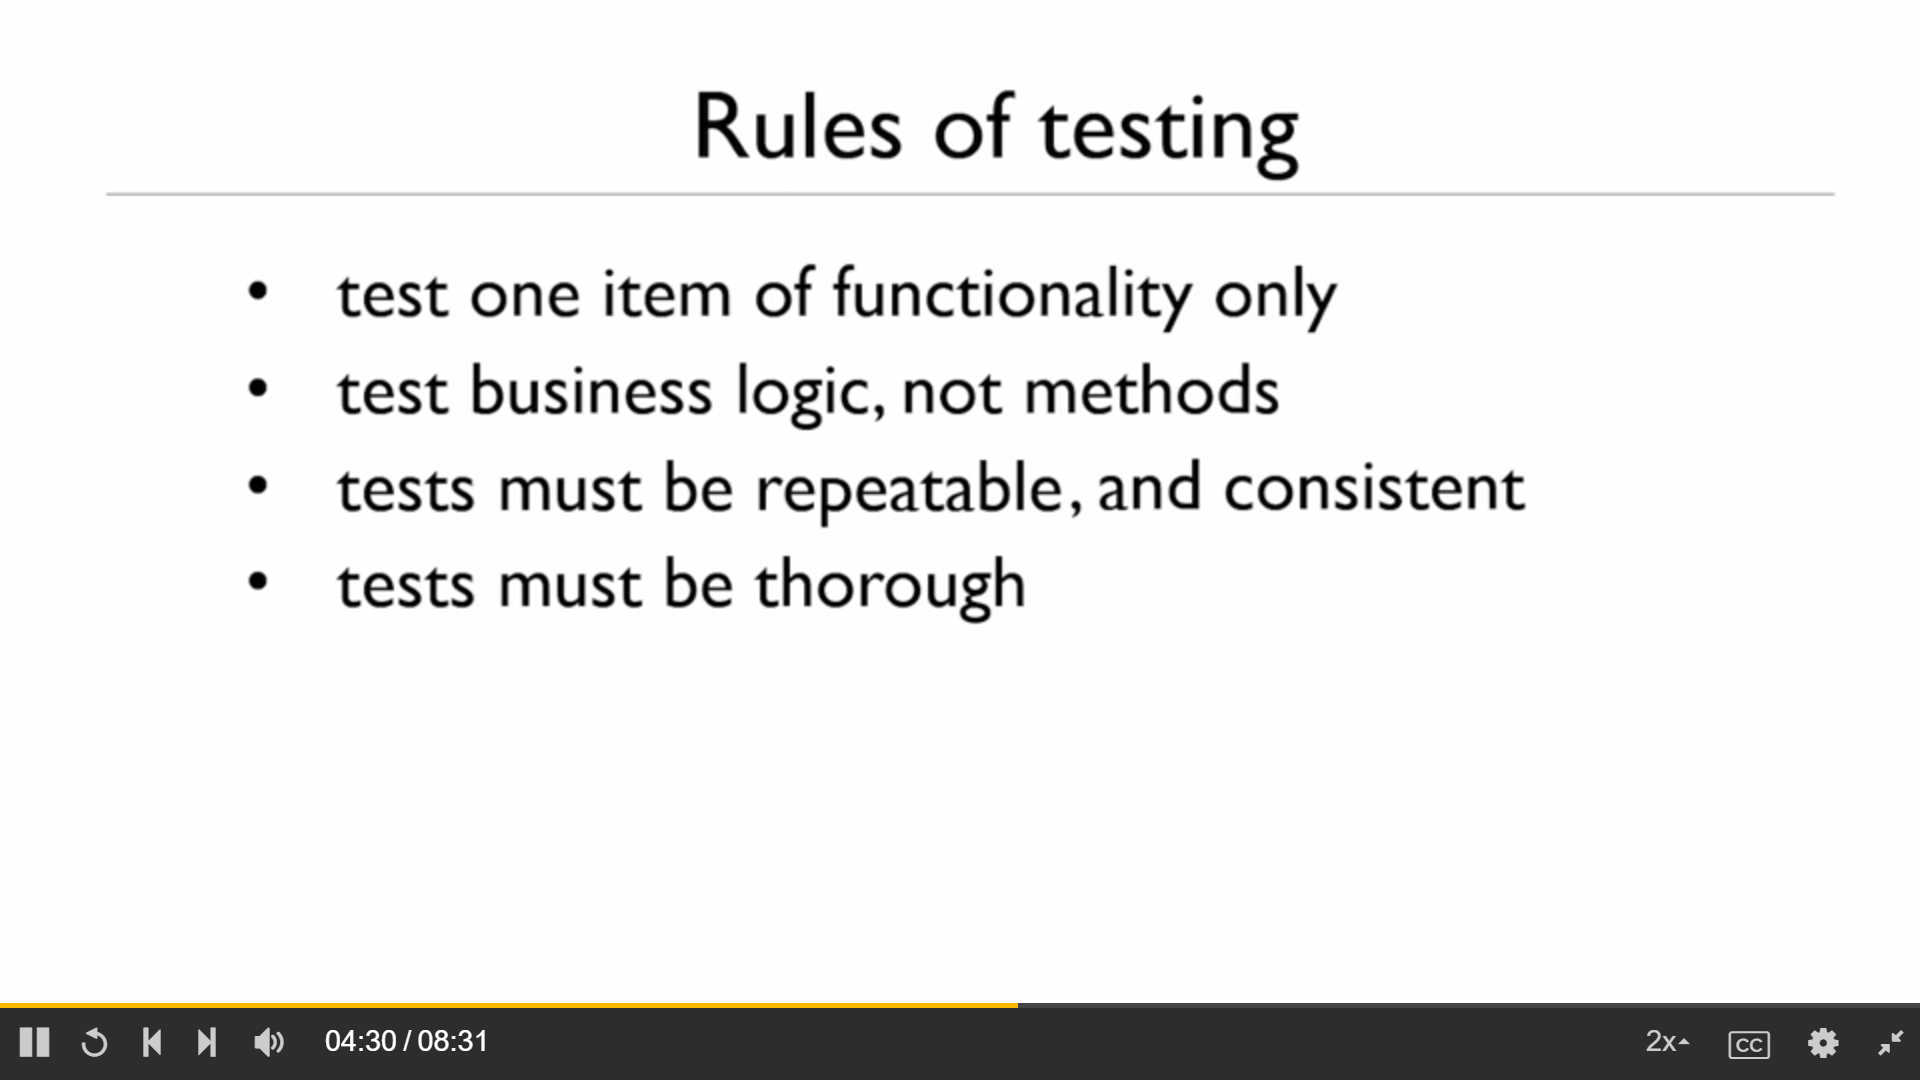 Rules of testing
• test one item of functionality only
• test business logic, not methods
• tests must be repeatable, and consistent
• tests must be thorough
04:30 / 08:31
2x
CC